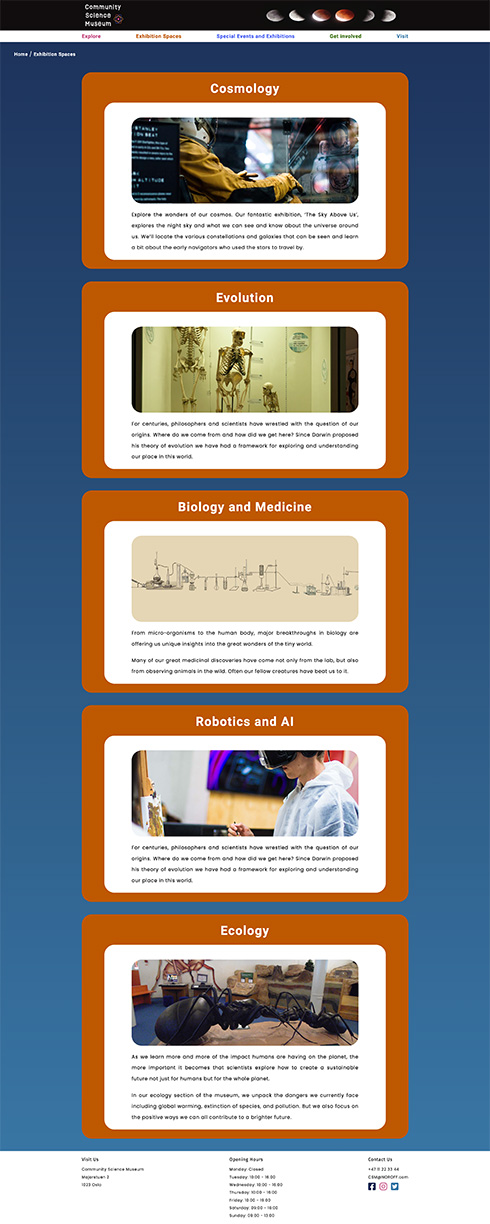 Community
Science
Museum
Explore Exhibition Spaces Special Events and Exhibitions Get involved Visit
Home / Exhibition Spaces
Cosmology
Explore the wonders of our cosmos. Our fantastic exhibition, 'The Sky Above Us',
explores the night sky and what we can see and know about the universe around
us. We'll locate the various constellations and galaxies that can be seen and learn
a bit about the early navigators who used the stars to travel by.
Evolution
For centuries, philosophers and scientists have wrestled with the question of our
origins. Where do we come from and how did we get here? Since Darwin proposed
his theory of evolution we have had a framework for exploring and understanding
our place in this world.
Biology and Medicine
From micro-organisms to the human body, major breakthroughs in biology are
offering us unique insights into the great wonders of the tiny world.
Many of our great medicinal discoveries have come not only from the lab, but also
from observing animals in the wild. Often our fellow creatures have beat us to it.
Robotics and AI
For centuries, philosophers and scientists have wrestled with the question of our
origins. Where do we come from and how did we get here? Since Darwin proposed
his theory of evolution we have had a framework for exploring and understanding
our place in this world.
Ecology
As we learn more and more of the impact humans are having on the planet, the
more important it becomes that scientists explore how to create a sustainable
future not just for humans but for the whole planet.
In our ecology section of the museum, we unpack the dangers we currently face
including global warming, extinction of species, and pollution. But we also focus on
the positive ways we can all contribute to a brighter future.
Visit Us
Community Science Museum
Majorstuen 2
1023 Oslo
Opening Hours
Monday: Closed
Tuesday: 10:00 - 16:00
Wednesday: 10:00 - 16:00
Thursday: 10:00 - 16:00
Friday: 10:00 - 16:00
Saturday: 09:00 - 16:00
Sunday: 09:00 - 13:00
Contact Us
+47 11 22 33 44
CSM@NOROFF.com